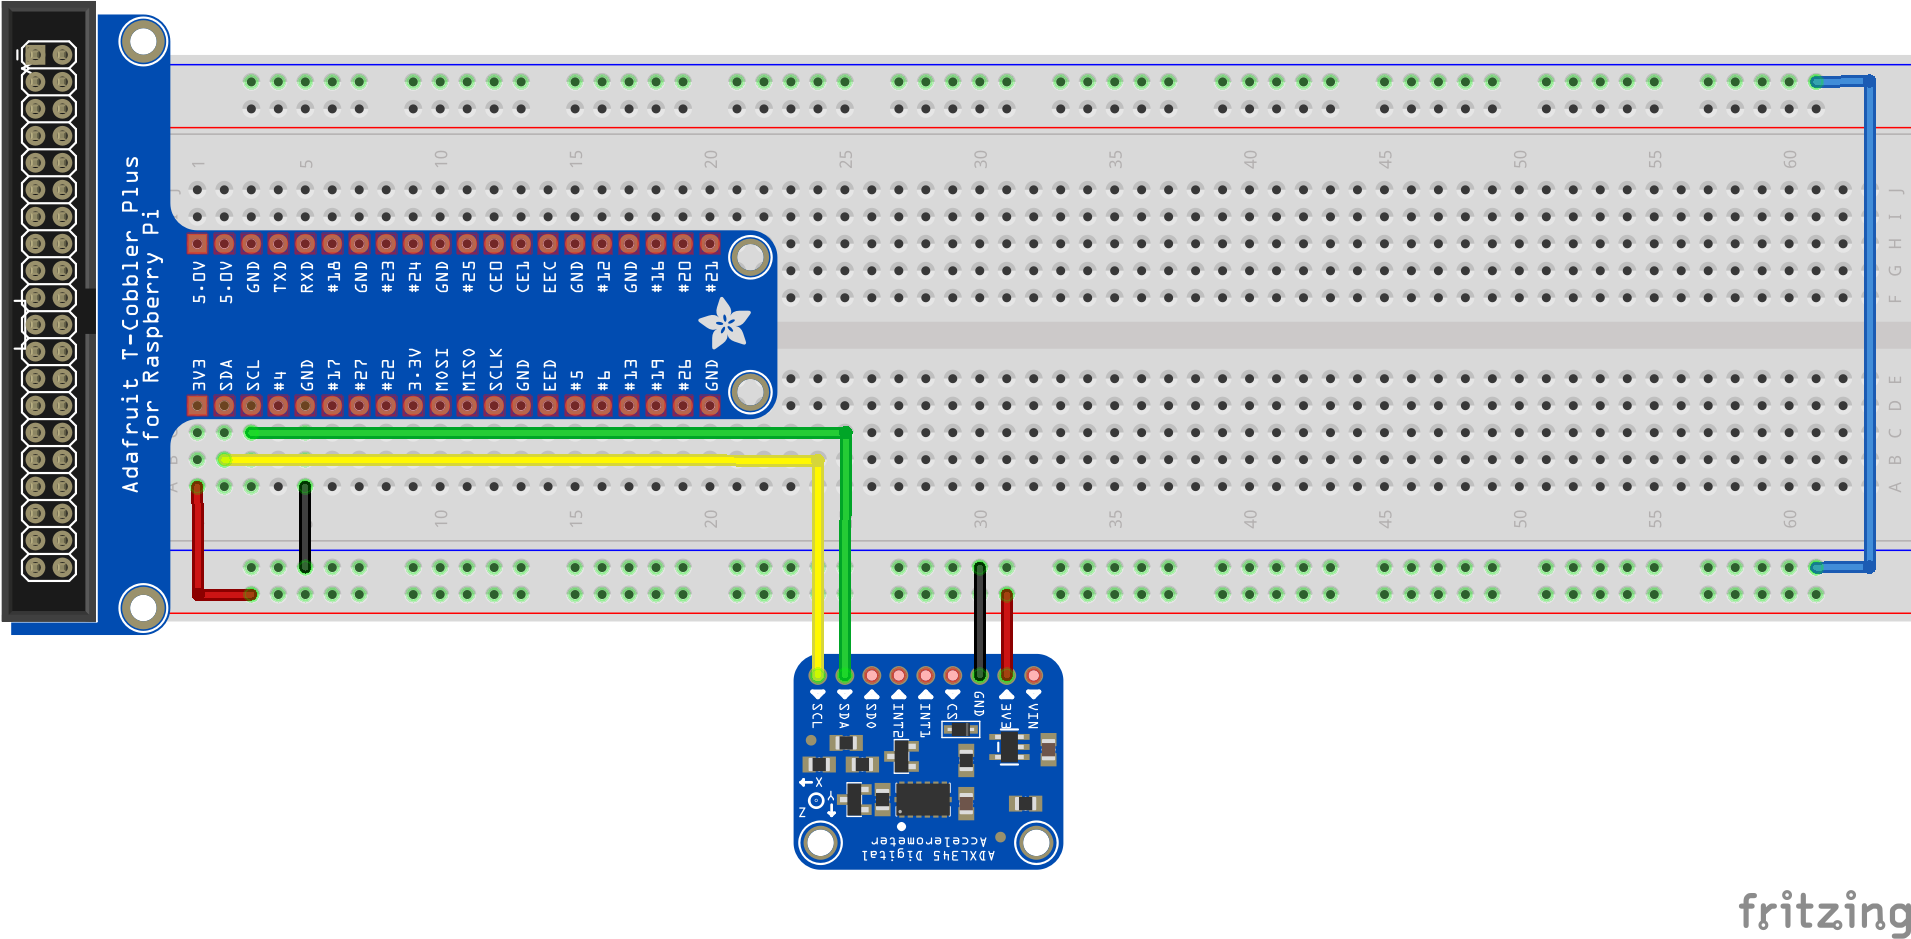 Adafruit T-Cobbler Plus
for Raspberry Pi
1 5 10 15 20 25 30 35 40 45 50 55 60
J
J
I
H
G
F
5.0V 5.0V GND TXD RXD #18 GND #23 #24 GND #25 CE0 CE1 EEC GND #12 GND #16 #20 #21
3V3 SDA SCL #4 GND #17 #27 #22 3.3V MOSI MISO SCLK GND EED #5 #6 #13 #19 #26 GND
E
D
C
B
B
A
A
10 15 20 30 35 40 45 50 55 60
SCL SDA SDO INT2 INT1 CS GND 3V3 VIN
X
Y
Z
ADXL345 Digital
Accelerometer
fritzing